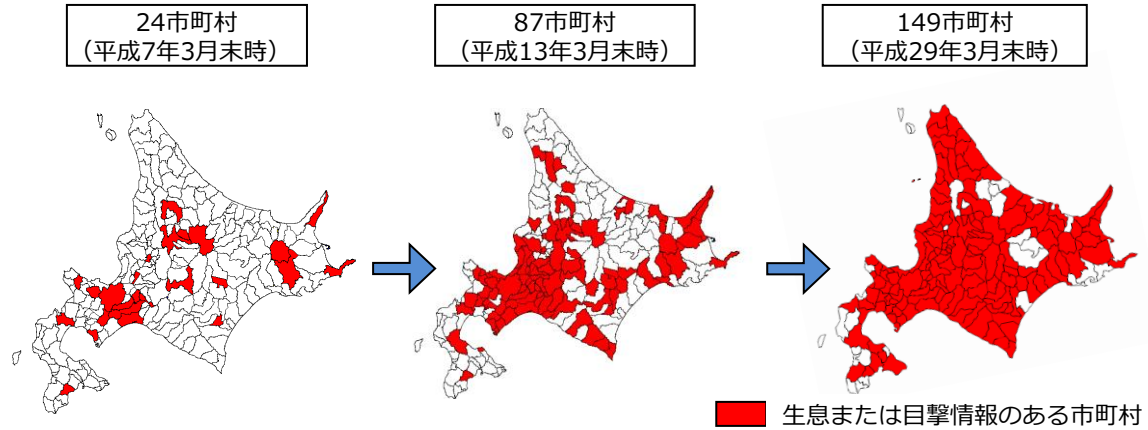 24市町村
（平成7年3月末時）
87市町村
（平成13年3月末時）
149市町村
（平成29年3月末時）
生息または目撃情報のある市町村